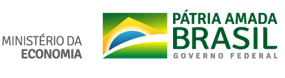 MINISTÉRIO DA
ECONOMIA
PÁTRIA AMADA
BRASIL
GOVERNO FEDERAL